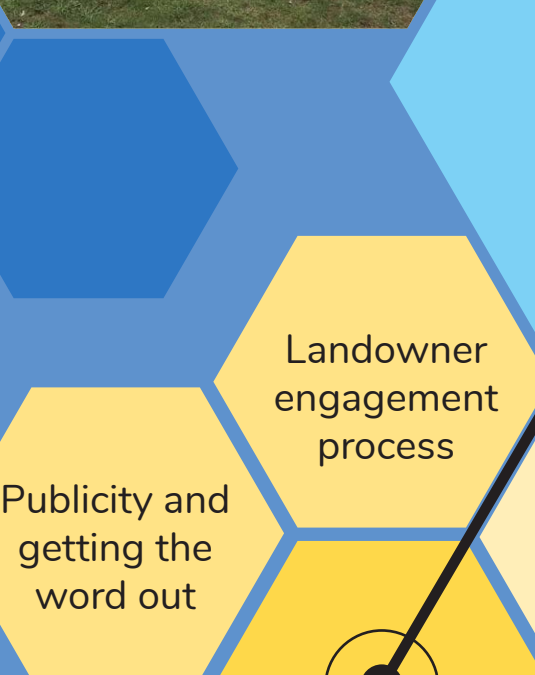 Landowner
engagement
process
Publicity and
getting the
word out